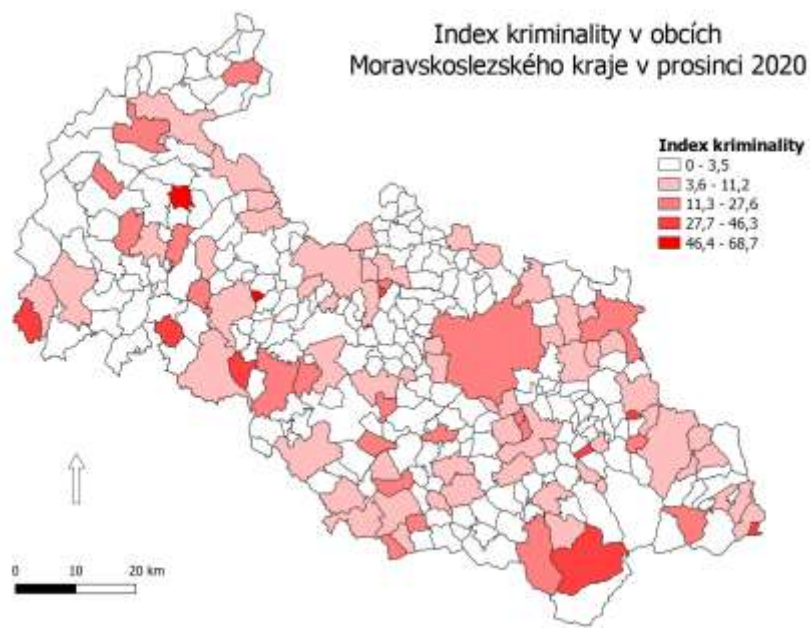 Index kriminality v obcích
Moravskoslezského kraje v prosinci 2020
Index kriminality
0 - 3,5
3,6 - 11,2
11,3 - 27,6
27,7 - 46,3
46,4 - 68,7
0 10 20 km